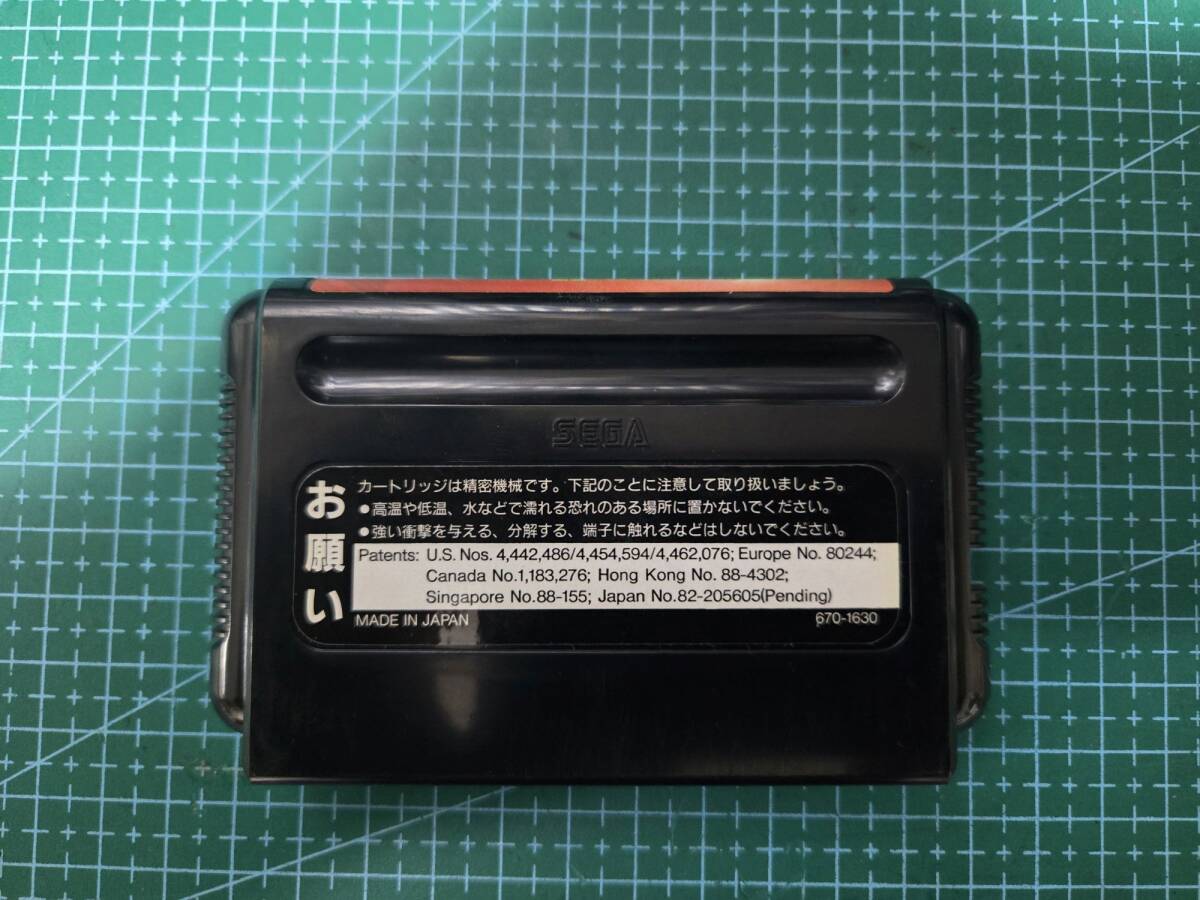 SEGA
お願い
カートリッジは精密機械です。下記のことに注意して取り扱いましょう。
●高温や低温、水などで濡れる恐れのある場所に置かないでください。
●強い衝撃を与える、分解する、端子に触れるなどはしないでください。
Patents: U.S. Nos. 4,442,486/4,454,594/4,462,076; Europe No. 80244;
Canada No.1,183,276; Hong Kong No. 88-4302;
Singapore No.88-155; Japan No.82-205605(Pending)
MADE IN JAPAN 670-1630